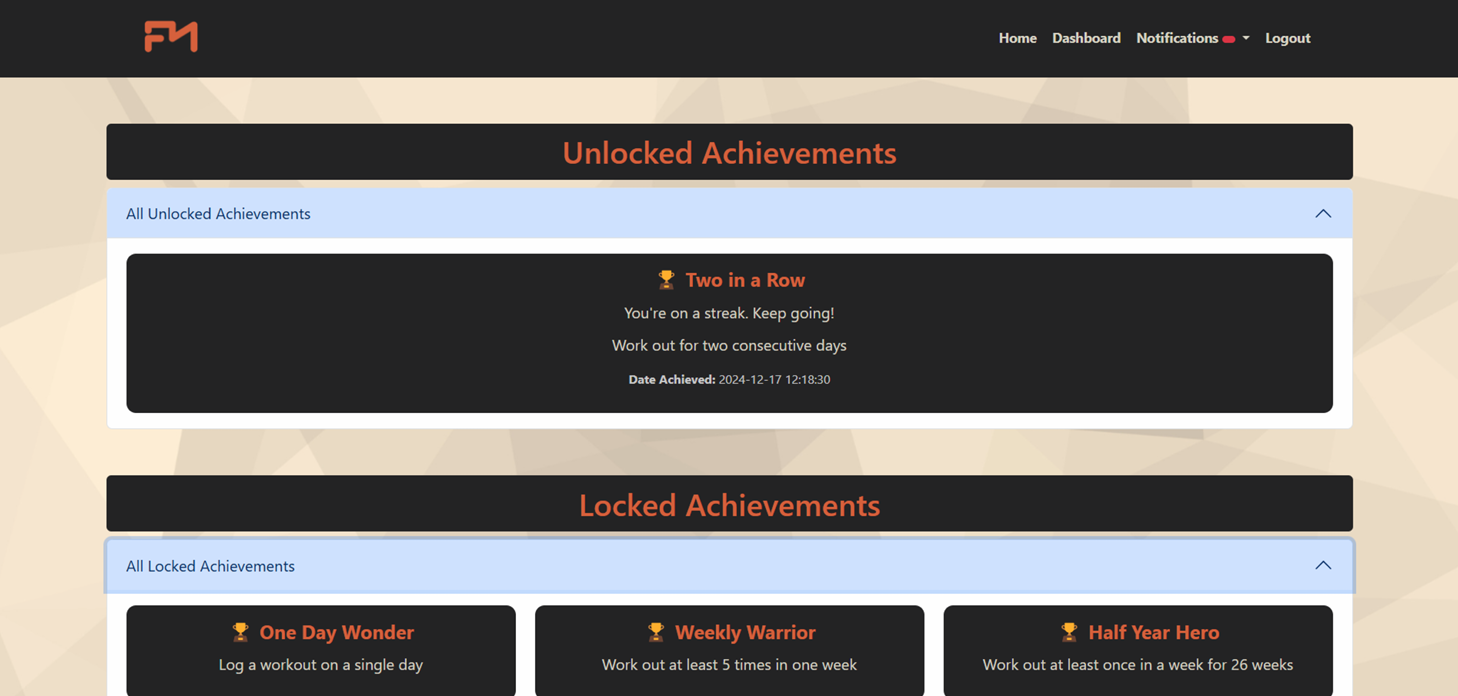 FM
Home Dashboard Notifications Logout
Unlocked Achievements
All Unlocked Achievements
🏆 Two in a Row
You're on a streak. Keep going!
Work out for two consecutive days
Date Achieved: 2024-12-17 12:18:30
Locked Achievements
All Locked Achievements
🏆 One Day Wonder
Log a workout on a single day
🏆 Weekly Warrior
Work out at least 5 times in one week
🏆 Half Year Hero
Work out at least once in a week for 26 weeks